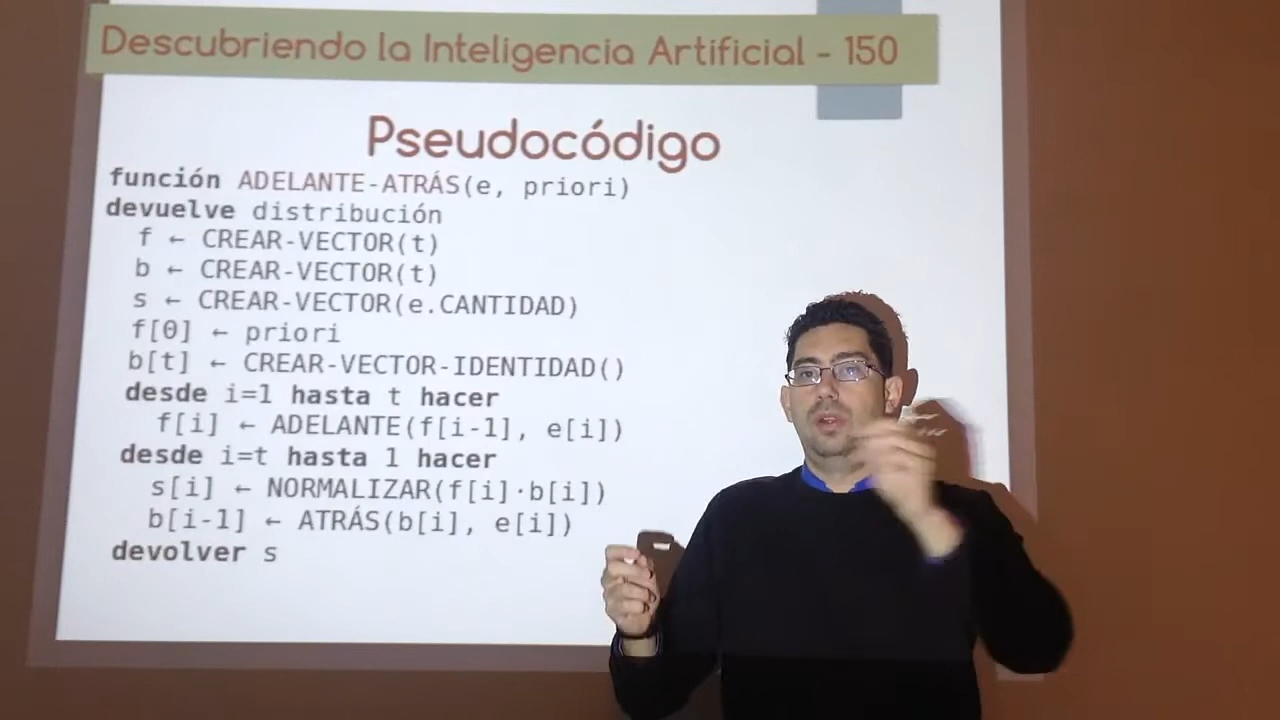 Descubriendo la Inteligencia Artificial - 150
Pseudocódigo
función ADELANTE-ATRÁS(e, priori)
devuelve distribución
f ← CREAR-VECTOR(t)
b ← CREAR-VECTOR(t)
s ← CREAR-VECTOR(e.CANTIDAD)
f[0] ← priori
b[t] ← CREAR-VECTOR-IDENTIDAD()
desde i=1 hasta t hacer
f[i] ← ADELANTE(f[i-1], e[i])
desde i=t hasta 1 hacer
s[i] ← NORMALIZAR(f[i]·b[i])
b[i-1] ← ATRÁS(b[i], e[i])
devolver s